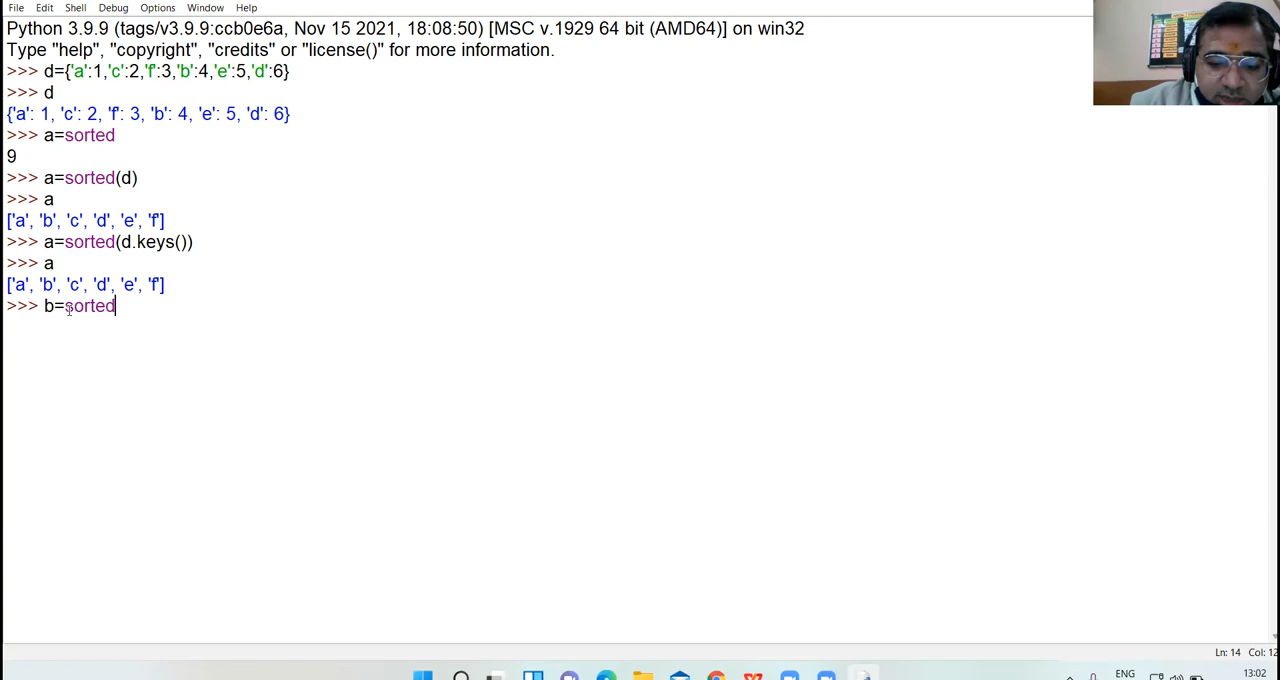 File Edit Shell Debug Options Window Help
Python 3.9.9 (tags/v3.9.9:ccb0e6a, Nov 15 2021, 18:08:50) [MSC v.1929 64 bit (AMD64)] on win32
Type "help", "copyright", "credits" or "license()" for more information.
>>> d={'a':1,'c':2,'f':3,'b':4,'e':5,'d':6}
>>> d
{'a': 1, 'c': 2, 'f': 3, 'b': 4, 'e': 5, 'd': 6}
>>> a=sorted
9
>>> a=sorted(d)
>>> a
['a', 'b', 'c', 'd', 'e', 'f']
>>> a=sorted(d.keys())
>>> a
['a', 'b', 'c', 'd', 'e', 'f']
>>> b=sorted
Ln: 14 Col: 12
ENG
13:02